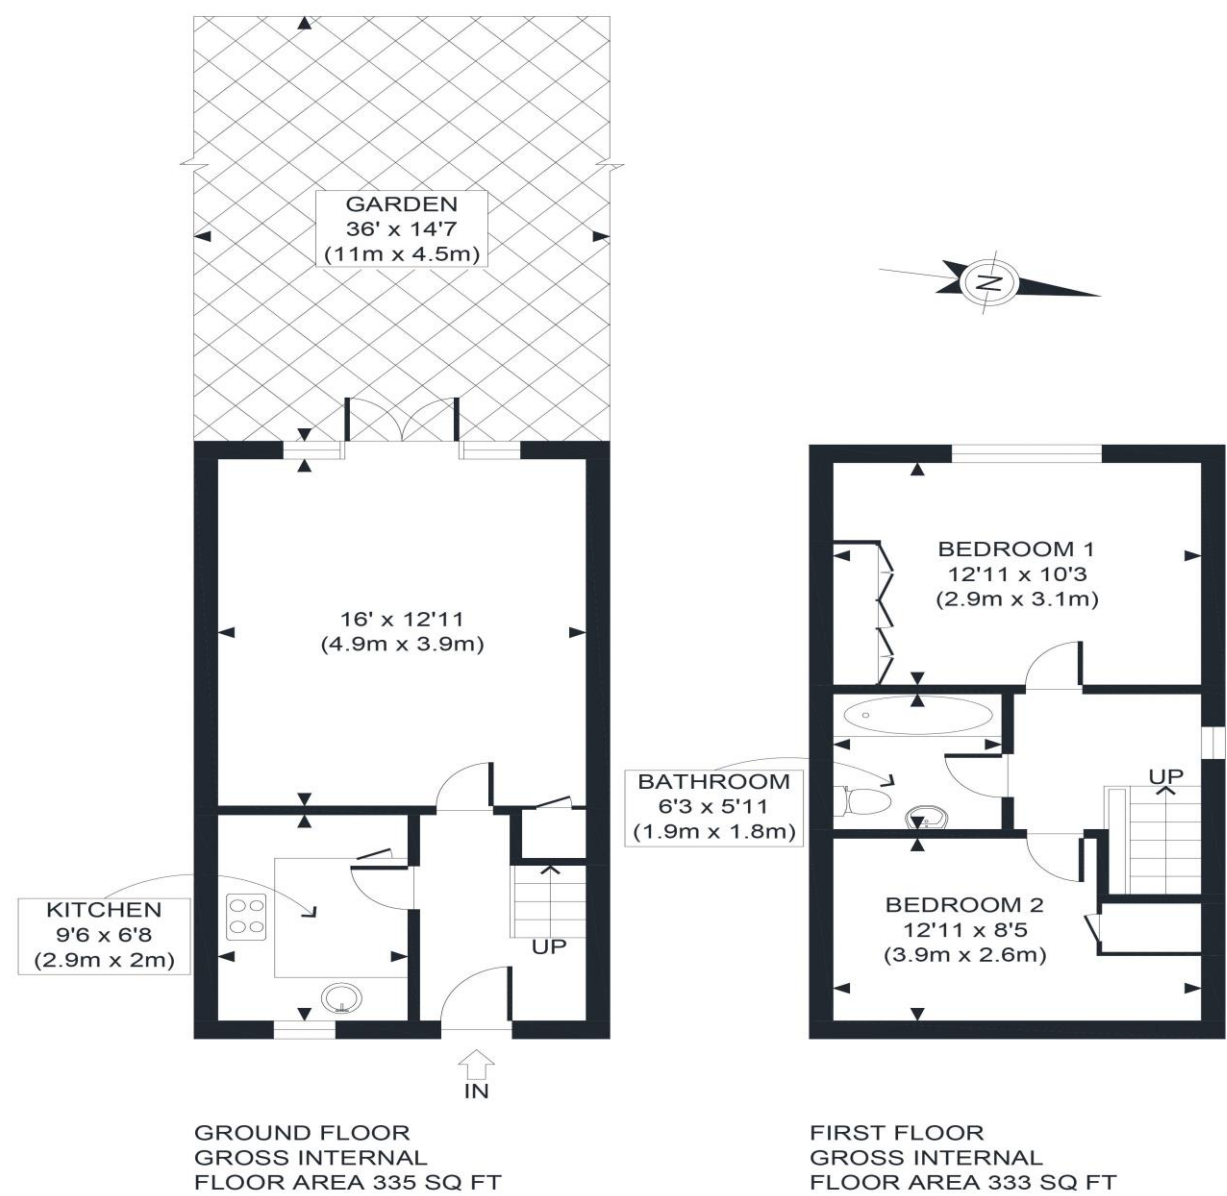 GARDEN
36' x 14'7
(11m x 4.5m)
N
16' x 12'11
(4.9m x 3.9m)
KITCHEN
9'6 x 6'8
(2.9m x 2m)
UP
IN
BEDROOM 1
12'11 x 10'3
(2.9m x 3.1m)
BATHROOM
6'3 x 5'11
(1.9m x 1.8m)
UP
BEDROOM 2
12'11 x 8'5
(3.9m x 2.6m)
GROUND FLOOR
GROSS INTERNAL
FLOOR AREA 335 SQ FT
FIRST FLOOR
GROSS INTERNAL
FLOOR AREA 333 SQ FT